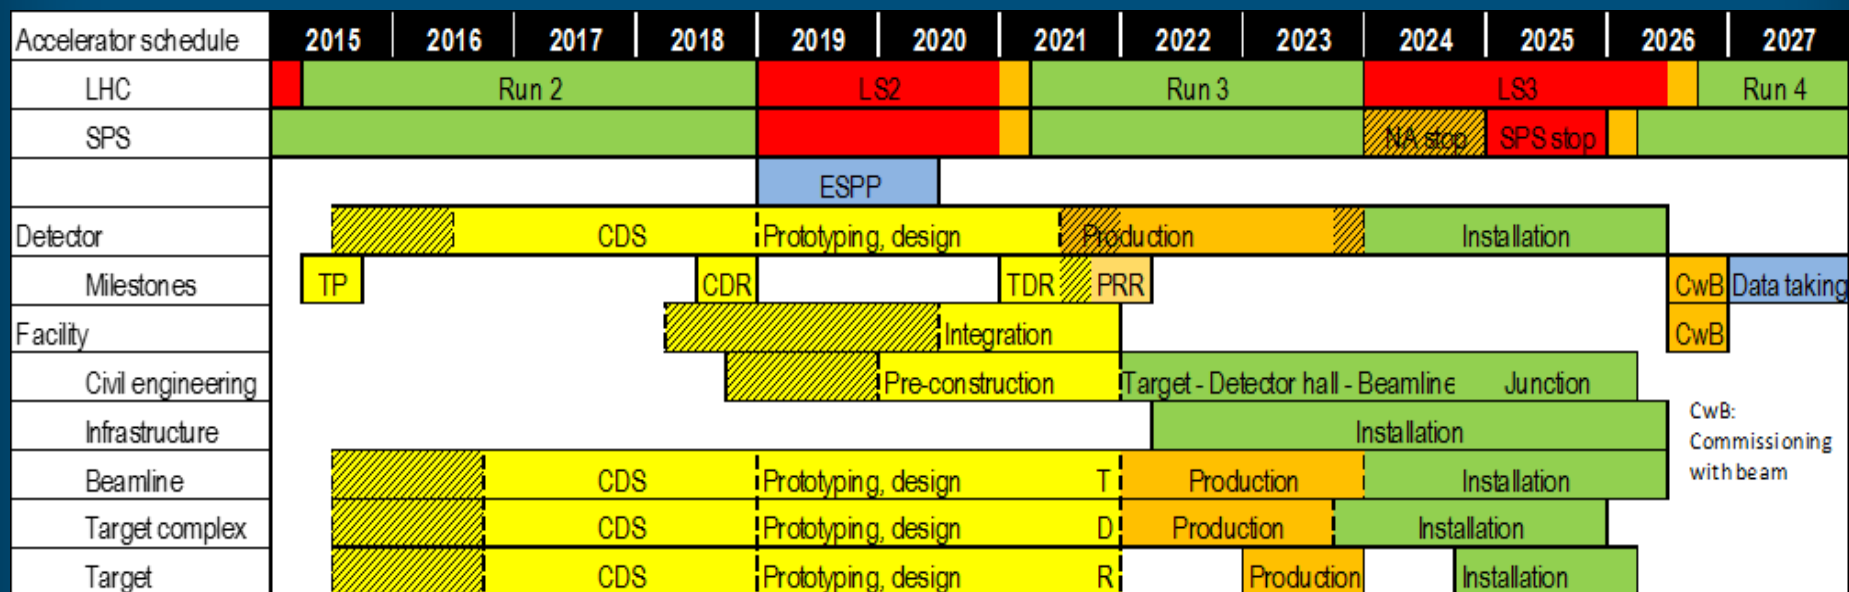 Accelerator schedule 2015 2016 2017 2018 2019 2020 2021 2022 2023 2024 2025 2026 2027
LHC Run 2 LS2 Run 3 LS3 Run 4
SPS NA stop SPS stop
ESPP
Detector CDS Prototyping, design Production Installation
Milestones TP CDR TDR PRR CwB Data taking
Facility Integration CwB
Civil engineering Pre-construction Target - Detector hall - Beamline Junction
Infrastructure Installation
CwB:
Commissioning
with beam
Beamline CDS Prototyping, design T Production Installation
Target complex CDS Prototyping, design D Production Installation
Target CDS Prototyping, design R Production Installation